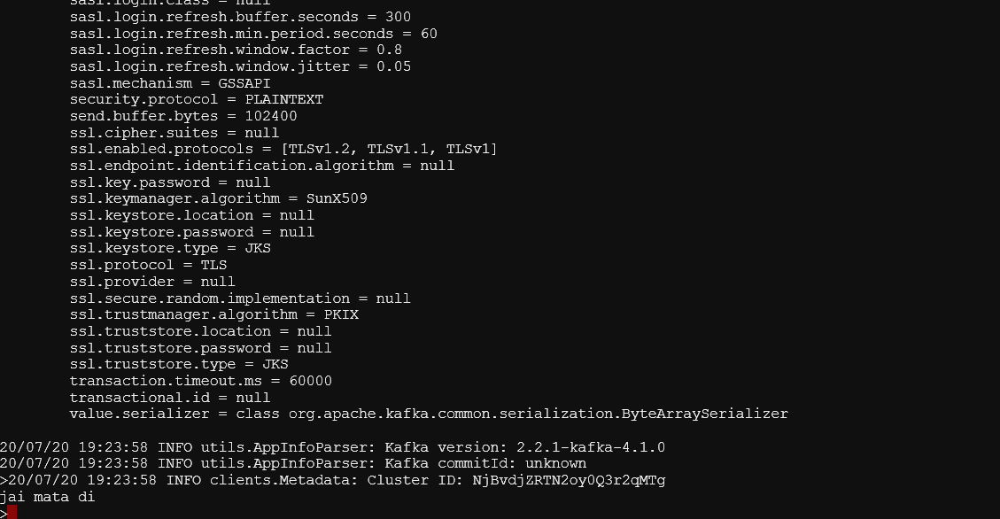 sasl.login.class = null
sasl.login.refresh.buffer.seconds = 300
sasl.login.refresh.min.period.seconds = 60
sasl.login.refresh.window.factor = 0.8
sasl.login.refresh.window.jitter = 0.05
sasl.mechanism = GSSAPI
security.protocol = PLAINTEXT
send.buffer.bytes = 102400
ssl.cipher.suites = null
ssl.enabled.protocols = [TLSv1.2, TLSv1.1, TLSv1]
ssl.endpoint.identification.algorithm = null
ssl.key.password = null
ssl.keymanager.algorithm = SunX509
ssl.keystore.location = null
ssl.keystore.password = null
ssl.keystore.type = JKS
ssl.protocol = TLS
ssl.provider = null
ssl.secure.random.implementation = null
ssl.trustmanager.algorithm = PKIX
ssl.truststore.location = null
ssl.truststore.password = null
ssl.truststore.type = JKS
transaction.timeout.ms = 60000
transactional.id = null
value.serializer = class org.apache.kafka.common.serialization.ByteArraySerializer
20/07/20 19:23:58 INFO utils.AppInfoParser: Kafka version: 2.2.1-kafka-4.1.0
20/07/20 19:23:58 INFO utils.AppInfoParser: Kafka commitId: unknown
>20/07/20 19:23:58 INFO clients.Metadata: Cluster ID: NjBvdjZRTN2oy0Q3r2qMTg
jai mata di
>